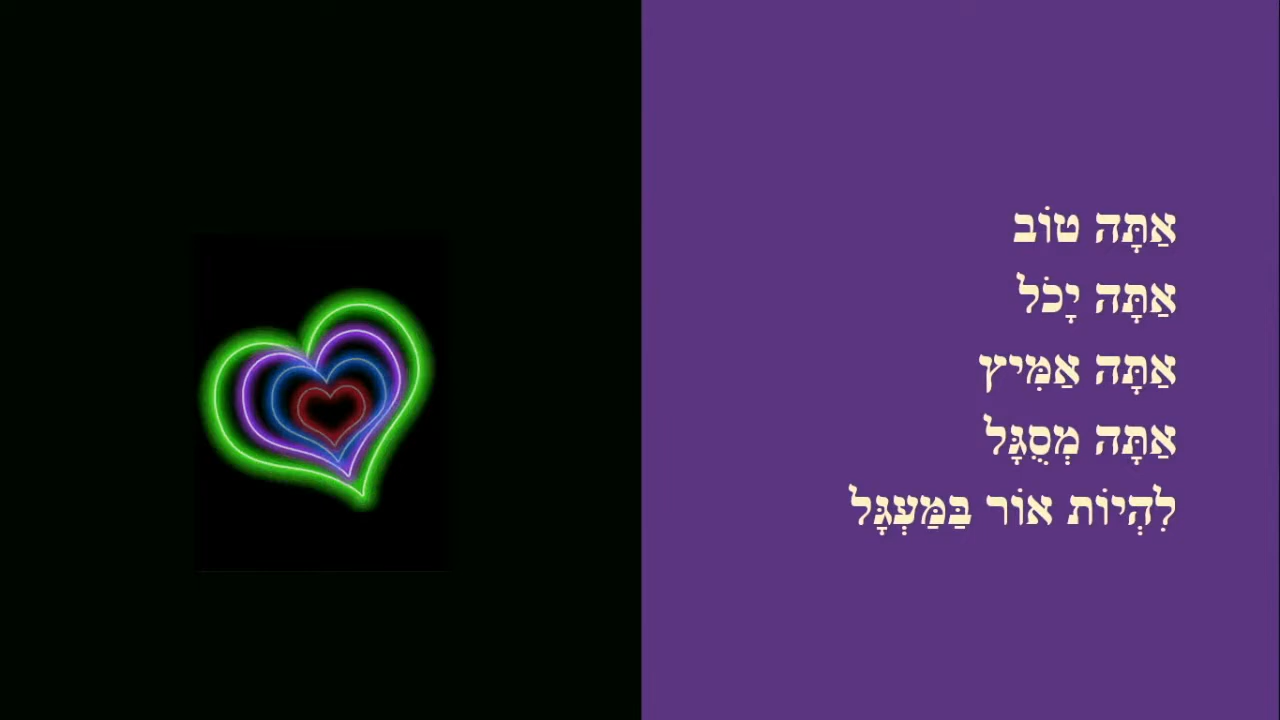 אַתָּה טוֹב
אַתָּה יָכֹל
אַתָּה אַמִּיץ
אַתָּה מְסֻגָּל
לִהְיוֹת אוֹר בַּמַּעְגָּל